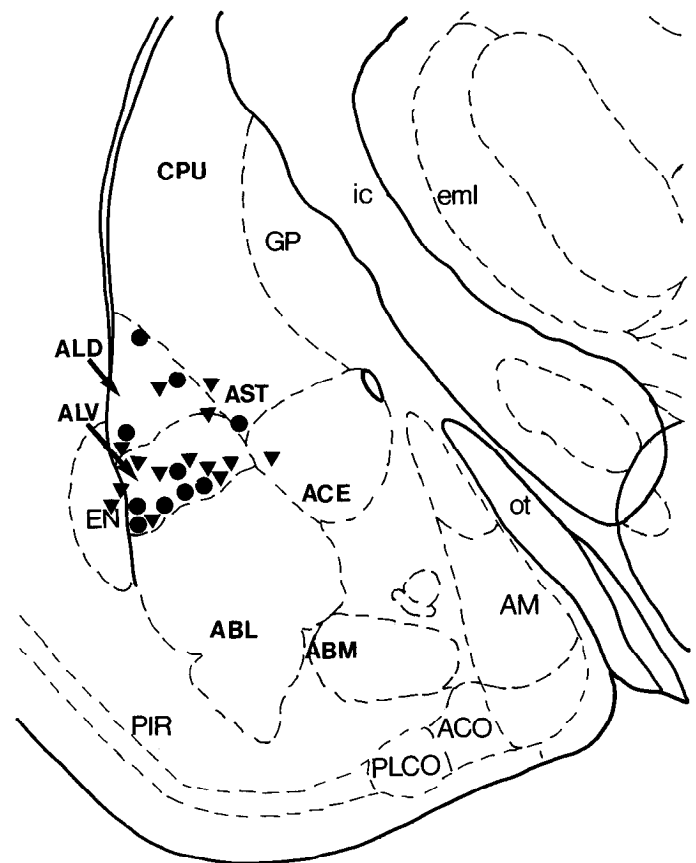 CPU
ic
eml
GP
ALD
AST
ALV
ACE
EN
ot
AM
ABL
ABM
PIR
ACO
PLCO